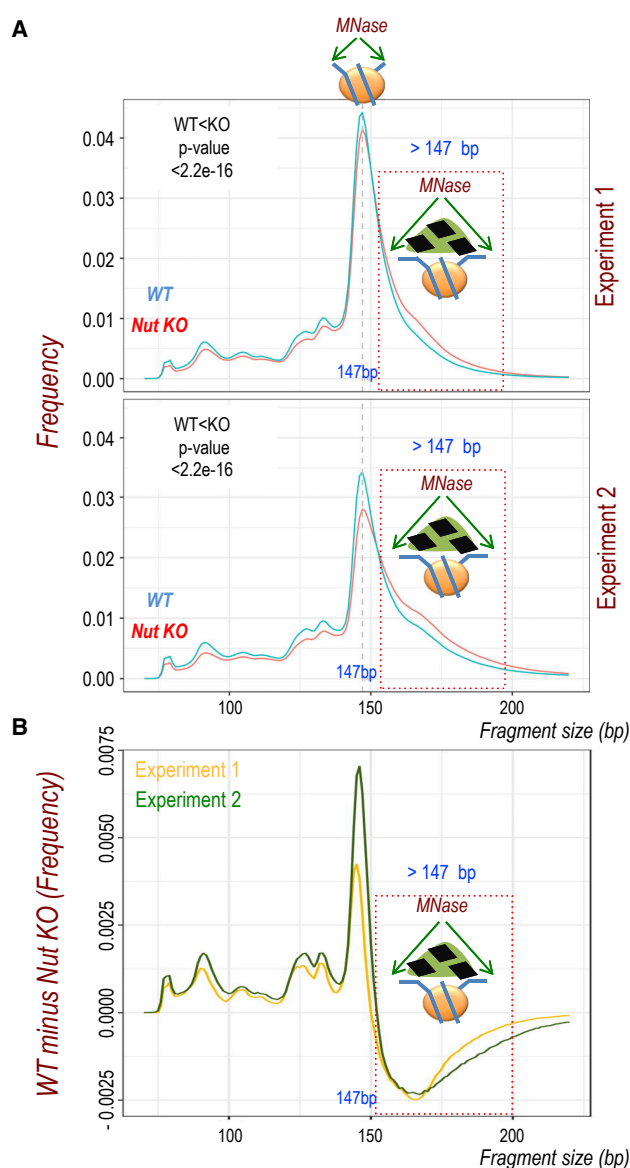 A
MNase
WT<KO
p-value
<2.2e-16
> 147 bp
MNase
WT
Nut KO
147bp
0.04
0.03
0.02
0.01
0.00
Experiment 1
Frequency
WT<KO
p-value
<2.2e-16
> 147 bp
MNase
WT
Nut KO
147bp
0.04
0.03
0.02
0.01
0.00
Experiment 2
100
150
200
Fragment size (bp)
B
Experiment 1
Experiment 2
> 147 bp
MNase
147bp
0.0075
0.0050
0.0025
0.0000
- 0.0025
WT minus Nut KO (Frequency)
100
150
200
Fragment size (bp)